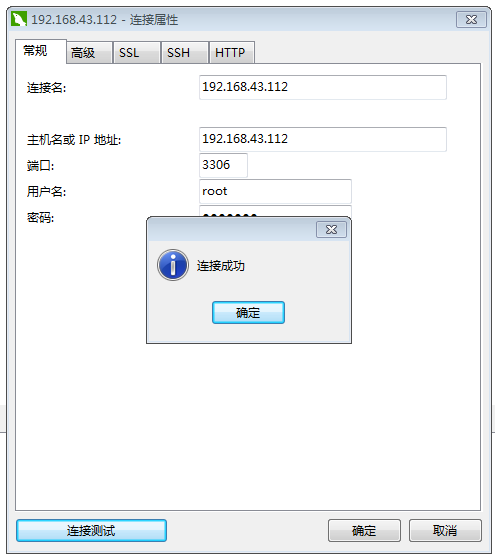 192.168.43.112 - 连接属性
常规 高级 SSL SSH HTTP
连接名: 192.168.43.112
主机名或 IP 地址: 192.168.43.112
端口: 3306
用户名: root
密码: ●●●●●●●
连接成功
确定
连接测试 确定 取消